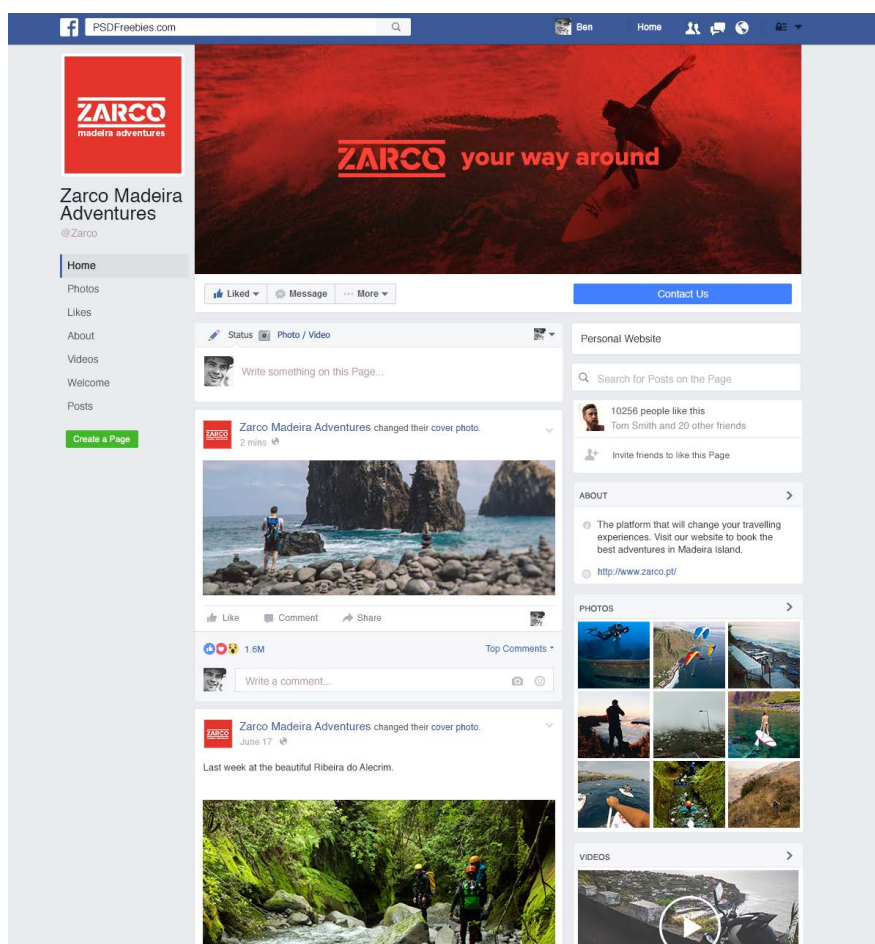 PSDFreebies.com
Ben
Home
ZARCO
madeira adventures
Zarco Madeira
Adventures
@Zarco
Home
Photos
Likes
About
Videos
Welcome
Posts
Create a Page
ZARCO your way around
Liked
Message
More
Contact Us
Status
Photo / Video
Write something on this Page...
ZARCO
Zarco Madeira Adventures changed their cover photo.
2 mins
Like
Comment
Share
1.6M
Top Comments
Write a comment...
ZARCO
Zarco Madeira Adventures changed their cover photo.
June 17
Last week at the beautiful Ribeira do Alecrim.
Personal Website
Search for Posts on the Page
10256 people like this
Tom Smith and 20 other friends
Invite friends to like this Page
ABOUT
The platform that will change your travelling
experiences. Visit our website to book the
best adventures in Madeira Island.
http://www.zarco.pt/
PHOTOS
VIDEOS